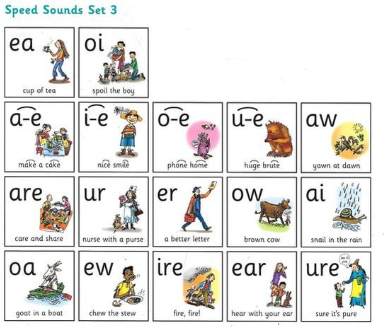 Speed Sounds Set 3
ea oi
cup of tea spoil the boy
a-e i-e o-e u-e aw
make a cake nice smile phone home huge brute yawn at dawn
are ur er ow ai
care and share nurse with a purse a better letter brown cow snail in the rain
oa ew ire ear ure
goat in a boat chew the stew fire, fire! hear with your ear sure it's pure